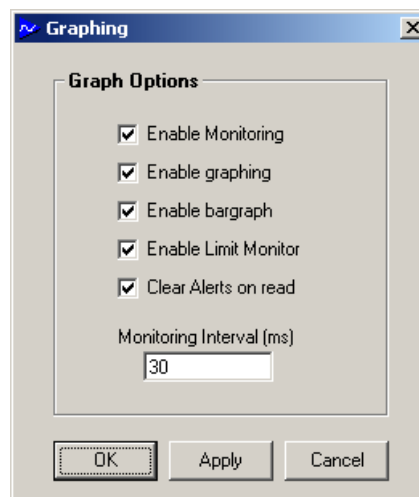 Graphing
Graph Options
Enable Monitoring
Enable graphing
Enable bargraph
Enable Limit Monitor
Clear Alerts on read
Monitoring Interval (ms)
30
OK Apply Cancel